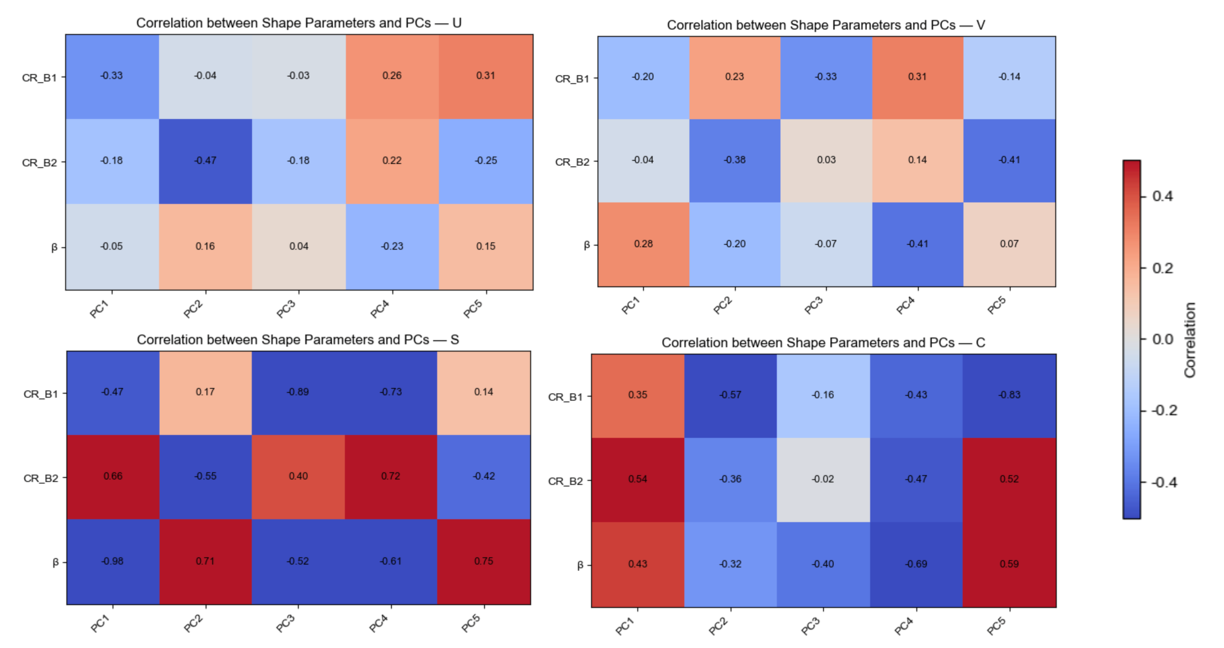 Correlation between Shape Parameters and PCs — U
CR_B1 -0.33 -0.04 -0.03 0.26 0.31
CR_B2 -0.18 -0.47 -0.18 0.22 -0.25
β -0.05 0.16 0.04 -0.23 0.15
PC1 PC2 PC3 PC4 PC5
Correlation between Shape Parameters and PCs — V
CR_B1 -0.20 0.23 -0.33 0.31 -0.14
CR_B2 -0.04 -0.38 0.03 0.14 -0.41
β 0.28 -0.20 -0.07 -0.41 0.07
PC1 PC2 PC3 PC4 PC5
Correlation between Shape Parameters and PCs — S
CR_B1 -0.47 0.17 -0.89 -0.73 0.14
CR_B2 0.66 -0.55 0.40 0.72 -0.42
β -0.98 0.71 -0.52 -0.61 0.75
PC1 PC2 PC3 PC4 PC5
Correlation between Shape Parameters and PCs — C
CR_B1 0.35 -0.57 -0.16 -0.43 -0.83
CR_B2 0.54 -0.36 -0.02 -0.47 0.52
β 0.43 -0.32 -0.40 -0.69 0.59
PC1 PC2 PC3 PC4 PC5
0.4
0.2
0.0
-0.2
-0.4
Correlation